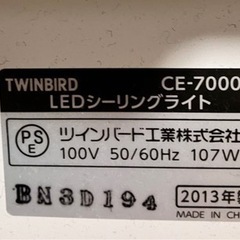 TWINBIRD CE-7000
LEDシーリングライト
PS
E
ツインバード工業株式会社
100V 50/60Hz 107W
BN3D194
2013年
MADE IN